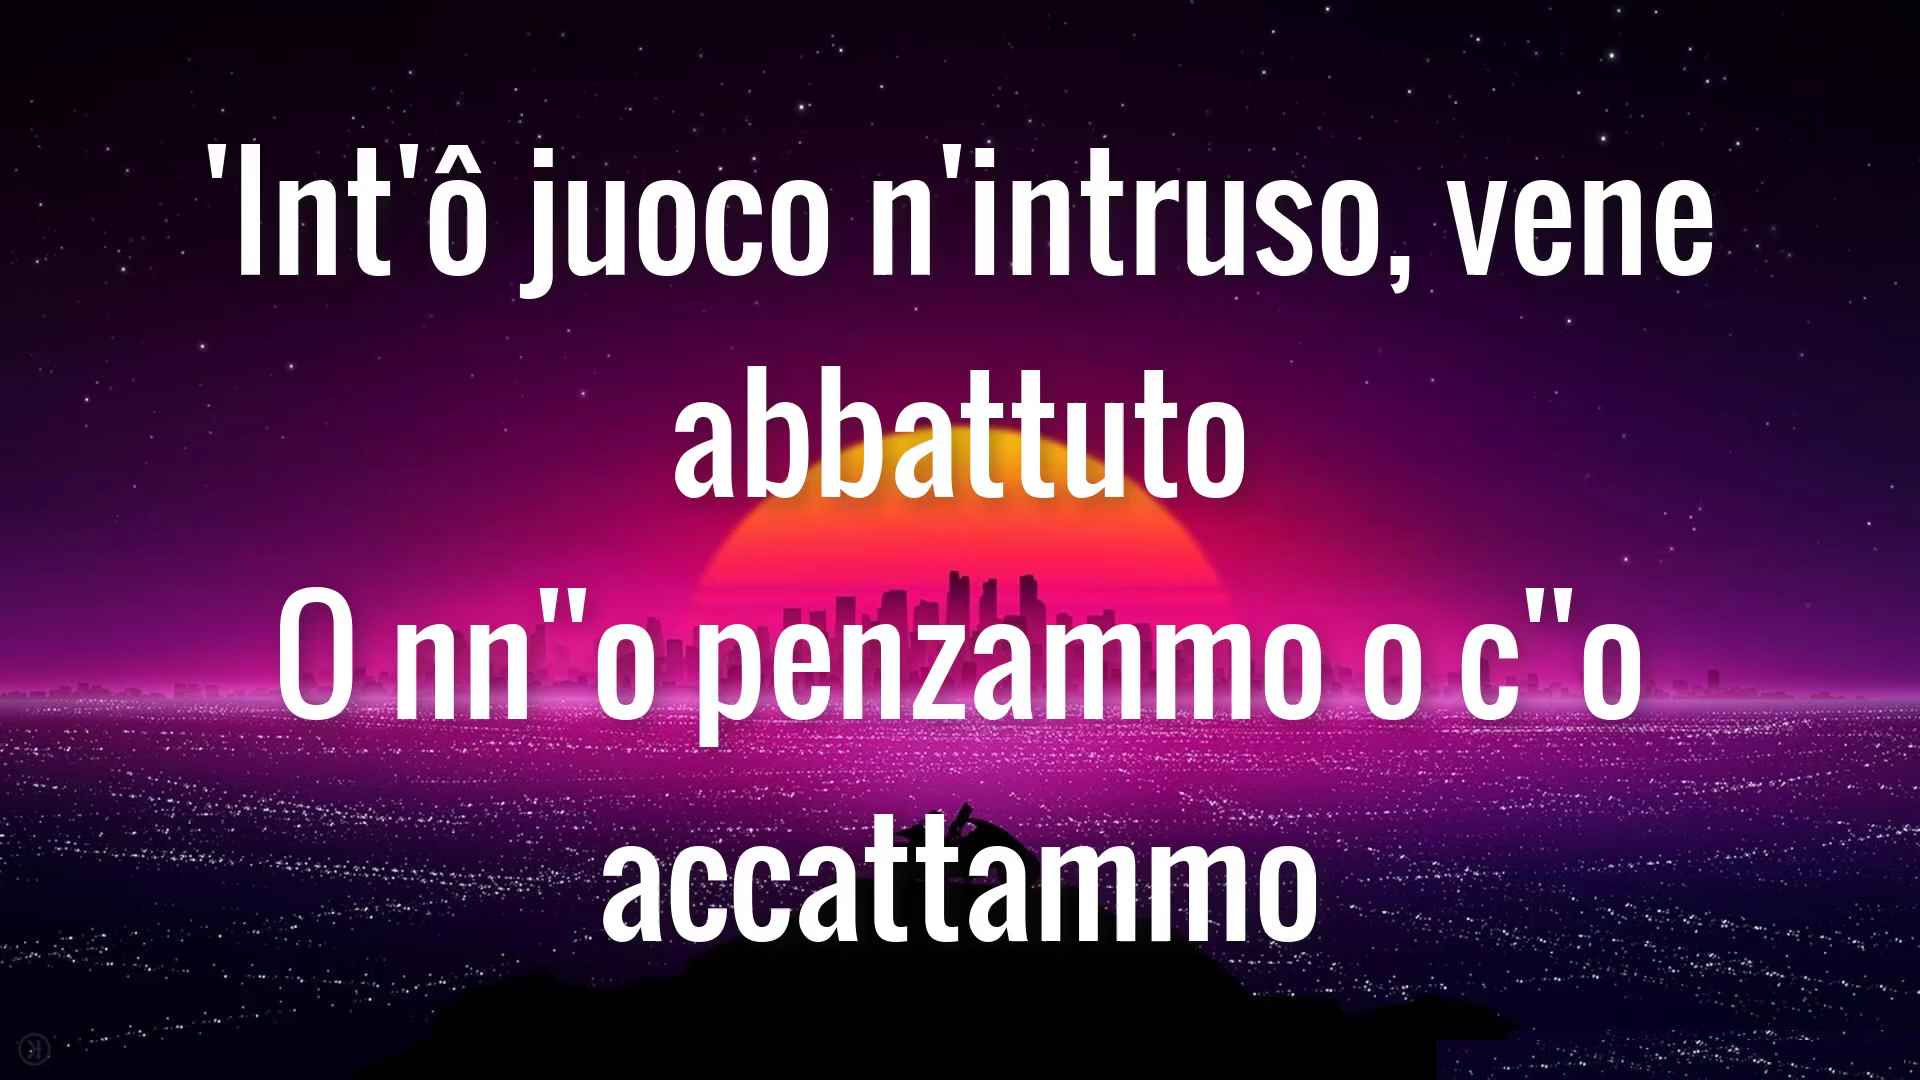 'Int'ô juoco n'intruso, vene
abbattuto
O nn''o penzammo o c''o
accattammo